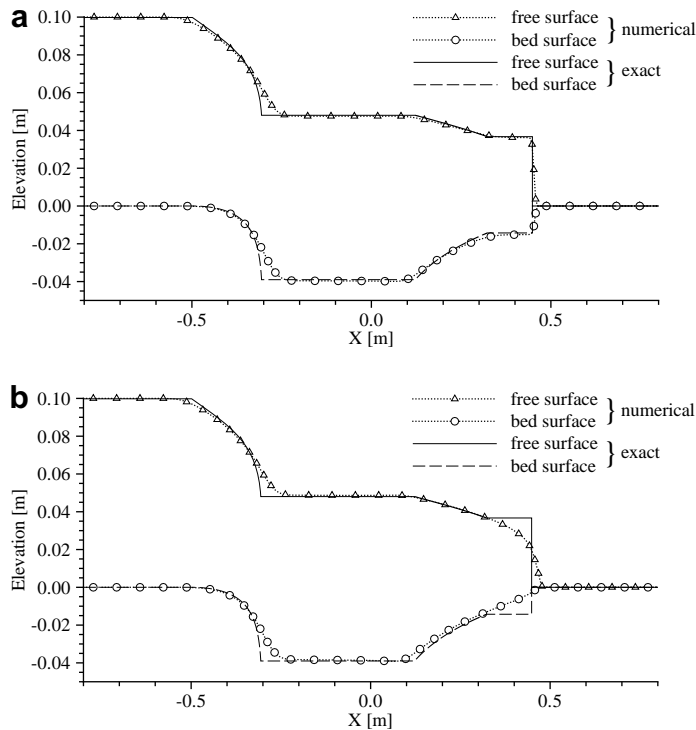 a
0.10
0.08
0.06
0.04
0.02
0.00
-0.02
-0.04
Elevation [m]
-0.5
0.0
0.5
X [m]
free surface
bed surface
} numerical
free surface
bed surface
} exact
b
0.10
0.08
0.06
0.04
0.02
0.00
-0.02
-0.04
Elevation [m]
-0.5
0.0
0.5
X [m]
free surface
bed surface
} numerical
free surface
bed surface
} exact